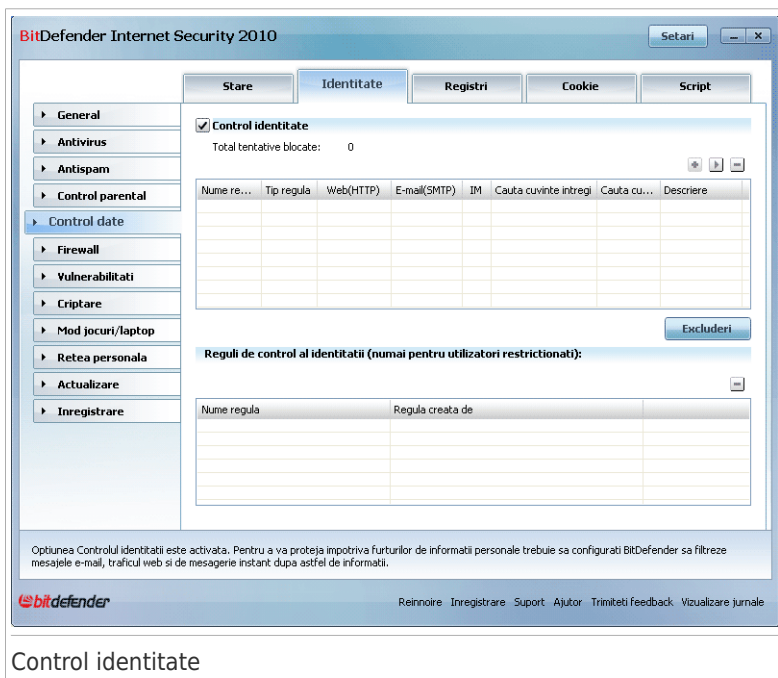 BitDefender Internet Security 2010
Setari
Stare
Identitate
Registri
Cookie
Script
General
Antivirus
Antispam
Control parental
Control date
Firewall
Vulnerabilitati
Criptare
Mod jocuri/laptop
Retea personala
Actualizare
Inregistrare
Control identitate
Total tentative blocate: 0
Nume re... Tip regula Web(HTTP) E-mail(SMTP) IM Cauta cuvinte intregi Cauta cu... Descriere
Excluderi
Reguli de control al identitatii (numai pentru utilizatori restrictionati):
Nume regula Regula creata de
Optiunea Controlul identitatii este activata. Pentru a va proteja impotriva furturilor de informatii personale trebuie sa configurati BitDefender sa filtreze
mesajele e-mail, traficul web si de mesagerie instant dupa astfel de informatii.
bitdefender
Reinnoire Inregistrare Suport Ajutor Trimiteti feedback Vizualizare jurnale
Control identitate